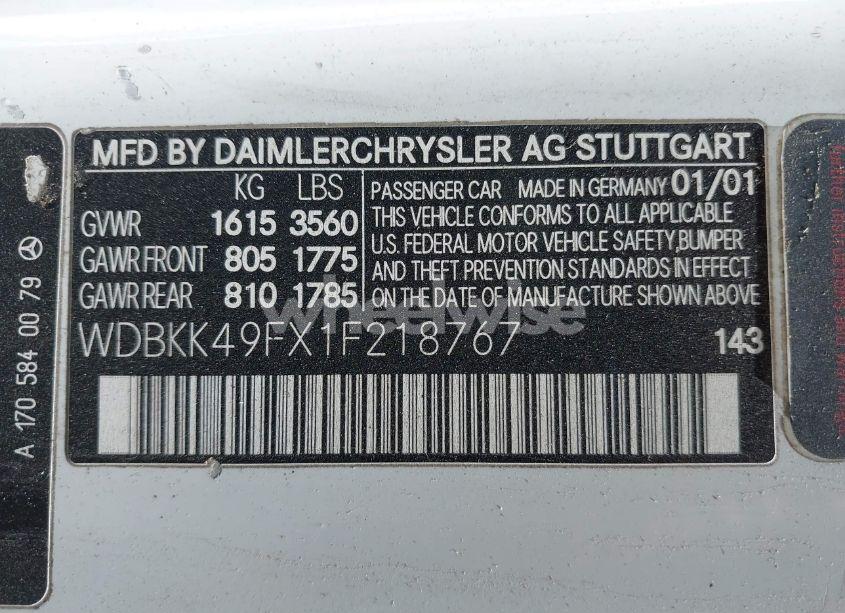 MFD BY DAIMLERCHRYSLER AG STUTTGART
KG LBS
GVWR 1615 3560
GAWR FRONT 805 1775
GAWR REAR 810 1785
PASSENGER CAR MADE IN GERMANY 01/01
THIS VEHICLE CONFORMS TO ALL APPLICABLE
U.S. FEDERAL MOTOR VEHICLE SAFETY, BUMPER
AND THEFT PREVENTION STANDARDS IN EFFECT
ON THE DATE OF MANUFACTURE SHOWN ABOVE
WDBKK49FX1F218767 143
A 170 584 00 79
wheelwise